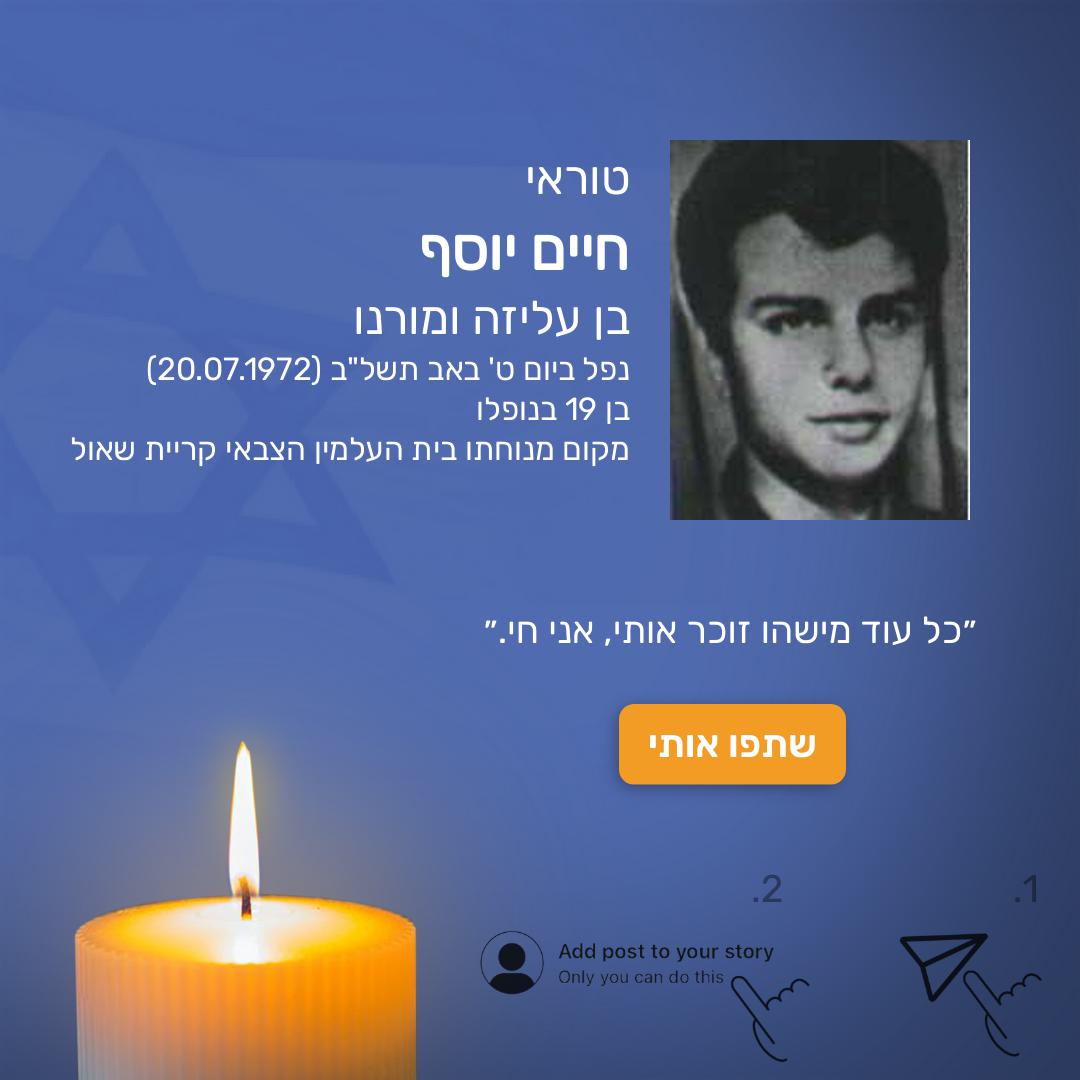 טוראי
חיים יוסף
בן עליזה ומורנו
נפל ביום ט' באב תשל"ב (20.07.1972)
בן 19 בנופלו
מקום מנוחתו בית העלמין הצבאי קריית שאול
״כל עוד מישהו זוכר אותי, אני חי.״
שתפו אותי
.1
.2
Add post to your story
Only you can do this